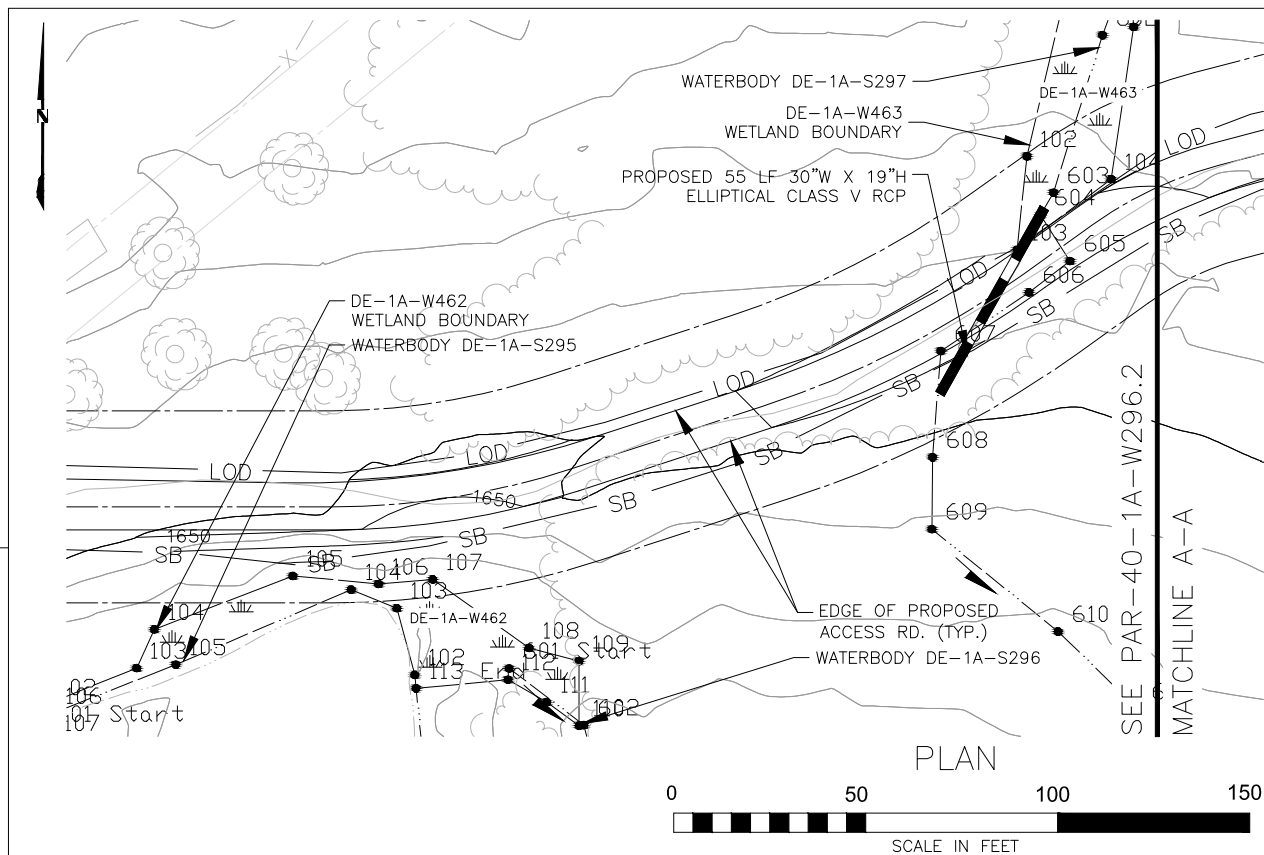 N
WATERBODY DE-1A-S297
DE-1A-W463
WETLAND BOUNDARY
PROPOSED 55 LF 30"W X 19"H
ELLIPTICAL CLASS V RCP
DE-1A-W463
102
104
LOD
603
604
103
605
606
LOD
SB
SB
607
DE-1A-W462
WETLAND BOUNDARY
WATERBODY DE-1A-S295
LOD
SB
608
LOD
LOD
SB
1650
SB
609
1650
SB
SB
SB
105
104
106
107
103
DE-1A-W462
104
103
105
102
113
End
108
109
01 Start
112
111
602
610
EDGE OF PROPOSED
ACCESS RD. (TYP.)
WATERBODY DE-1A-S296
106
01 Start
107
SEE PAR-40-1A-W296.2
MATCHLINE A-A
PLAN
0 50 100 150
SCALE IN FEET